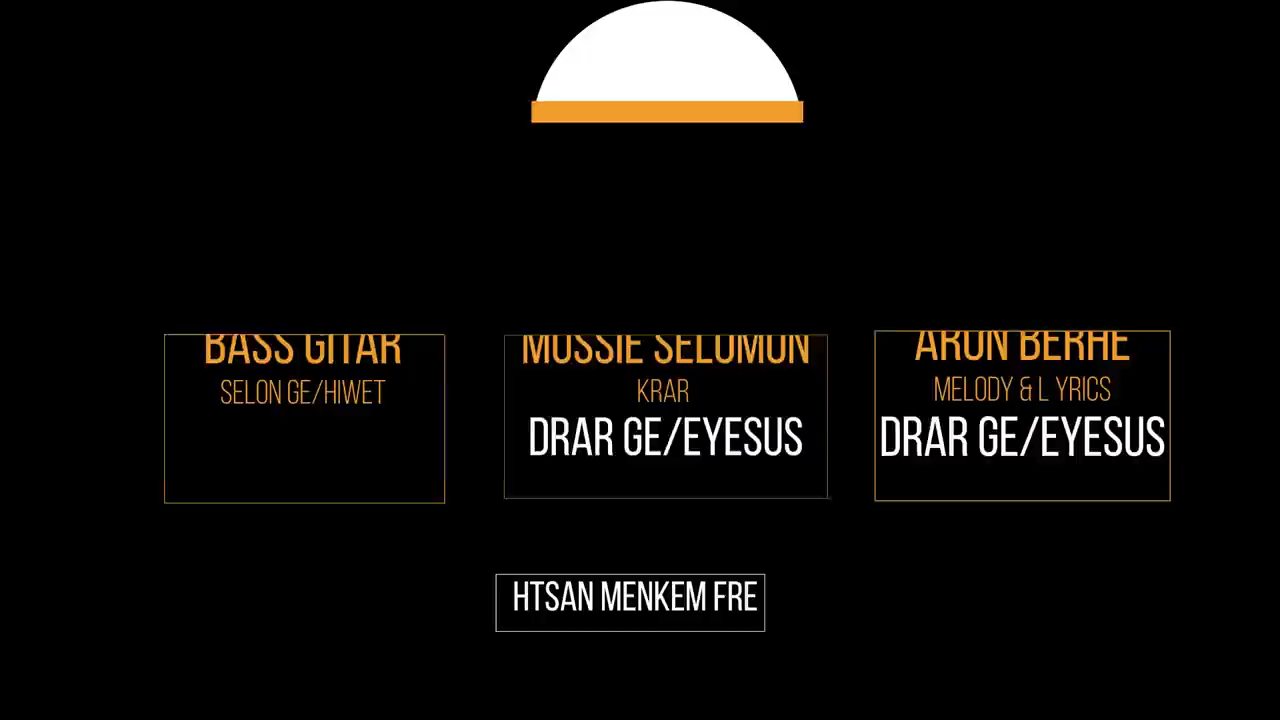 BASS GITAR
SELON GE/HIWET
MUSSIE SELOMON
KRAR
DRAR GE/EYESUS
ARON BERHE
MELODY & L YRICS
DRAR GE/EYESUS
HTSAN MENKEM FRE